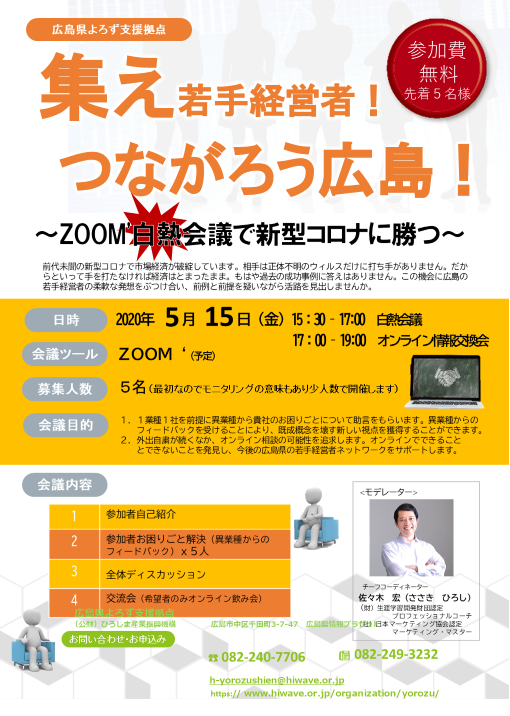 広島県よろず支援拠点
参加費
無料
先着５名様
集え若手経営者！
つながろう広島！
～ZOOM'白熱会議で新型コロナに勝つ～
前代未聞の新型コロナで市場経済が破綻しています。相手は正体不明のウィルスだけに打ち手がありません。だか
らといって手を打たなければ経済はとまったまま。もはや過去の成功事例に答えはありません。この機会に広島の
若手経営者の柔軟な発想をぶつけ合い、前例と前提を疑いながら活路を見出しませんか。
日時
2020年 5月 15日（金）15：30‐17:00 白熱会議
17：00‐19:00 オンライン情報交換会
会議ツール
ＺＯＯＭ‘（予定）
募集人数
５名（最初なのでモニタリングの意味もあり少人数で開催します）
会議目的
１．１業種１社を前提に異業種から貴社のお困りごとについて助言をもらいます。異業種からの
フィードバックを受けることにより、既成概念を壊す新しい視点を獲得することができます。
２．外出自粛が続くなか、オンライン相談の可能性を追求します。オンラインでできること
とできないことを発見し、今後の広島県の若手経営者ネットワークをサポートします。
会議内容
1 参加者自己紹介
2 参加者お困りごと解決（異業種からの
フィードバック）ｘ５人
3 全体ディスカッション
4 交流会（希望者のみオンライン飲み会）
<モデレーター>
チーフコーディネーター
佐々木　宏（ささき　ひろし）
（財）生涯学習開発財団認定
プロフェッショナルコーチ
（社）日本マーケティング協会認定
マーケティング・マスター
広島県よろず支援拠点
（公財）ひろしま産業振興機構　広島市中区千田町3-7-47　広島県情報プラザ
お問い合わせ・お申込み
☎ 082-240-7706
082-249-3232
h-yorozushien@hiwave.or.jp
https:// www.hiwave.or.jp/organization/yorozu/